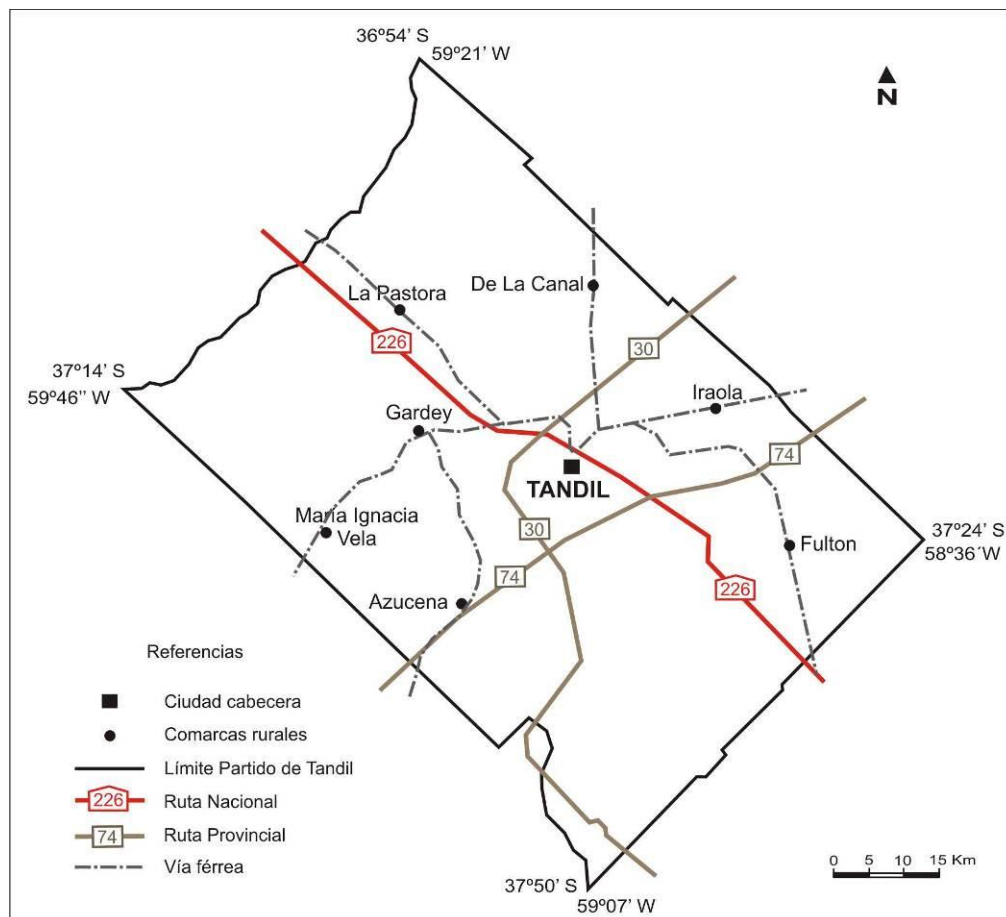 36º54’ S
59º21’ W
N
De La Canal
La Pastora
30
226
37º14’ S
59º46’’ W
Iraola
Gardey
74
TANDIL
María Ignacia
Vela
30
37º24’ S
58º36´W
Fulton
74
226
Azucena
Referencias
Ciudad cabecera
Comarcas rurales
Límite Partido de Tandil
226 Ruta Nacional
74 Ruta Provincial
Vía férrea
37º50’ S
59º07’ W
0 5 10 15 Km